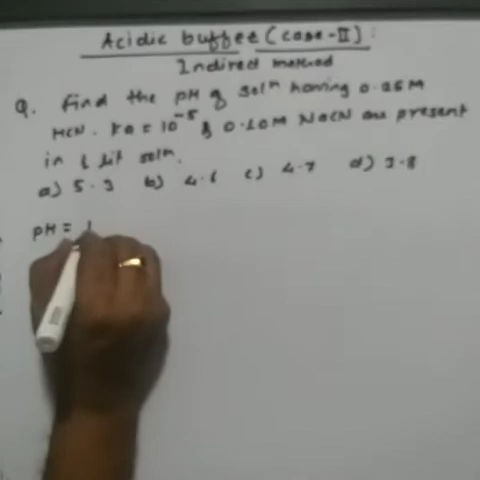 Acidic buffer (case-II):
Indirect method
Q. Find the pH of solⁿ having 0.25M
HCN. Ka = 10⁻⁵ & 0.10M NaCN are present
in 1 lit solⁿ.
a) 5.3 b) 4.6 c) 4.7 d) 3.8
pH =